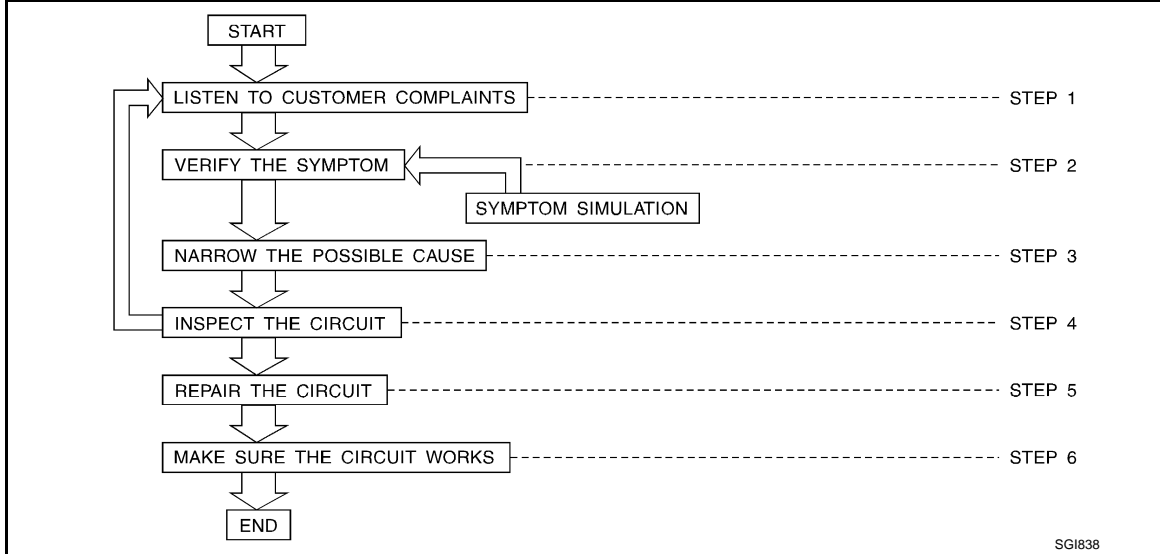 START
LISTEN TO CUSTOMER COMPLAINTS
STEP 1
VERIFY THE SYMPTOM
STEP 2
SYMPTOM SIMULATION
NARROW THE POSSIBLE CAUSE
STEP 3
INSPECT THE CIRCUIT
STEP 4
REPAIR THE CIRCUIT
STEP 5
MAKE SURE THE CIRCUIT WORKS
STEP 6
END
SGI838